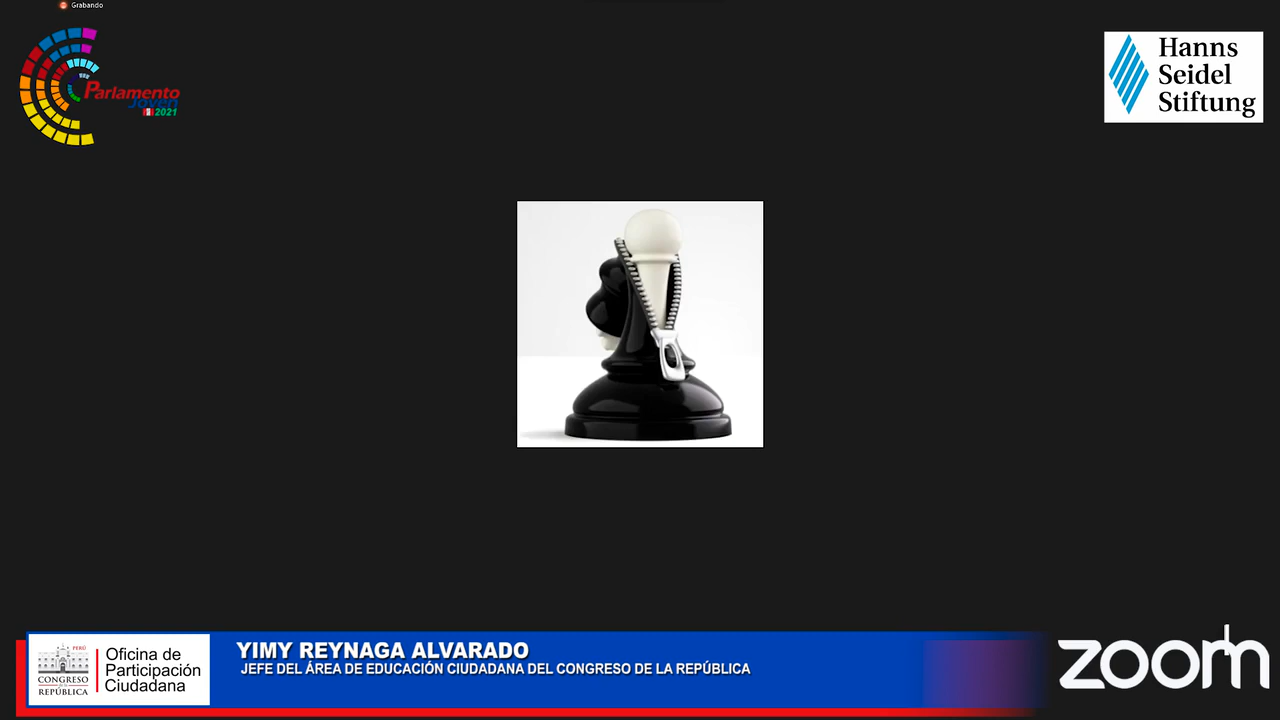 Grabando
Parlamento
Joven
2021
Hanns
Seidel
Stiftung
PERÚ
CONGRESO
REPÚBLICA
Oficina de
Participación
Ciudadana
YIMY REYNAGA ALVARADO
JEFE DEL ÁREA DE EDUCACIÓN CIUDADANA DEL CONGRESO DE LA REPÚBLICA
zoom